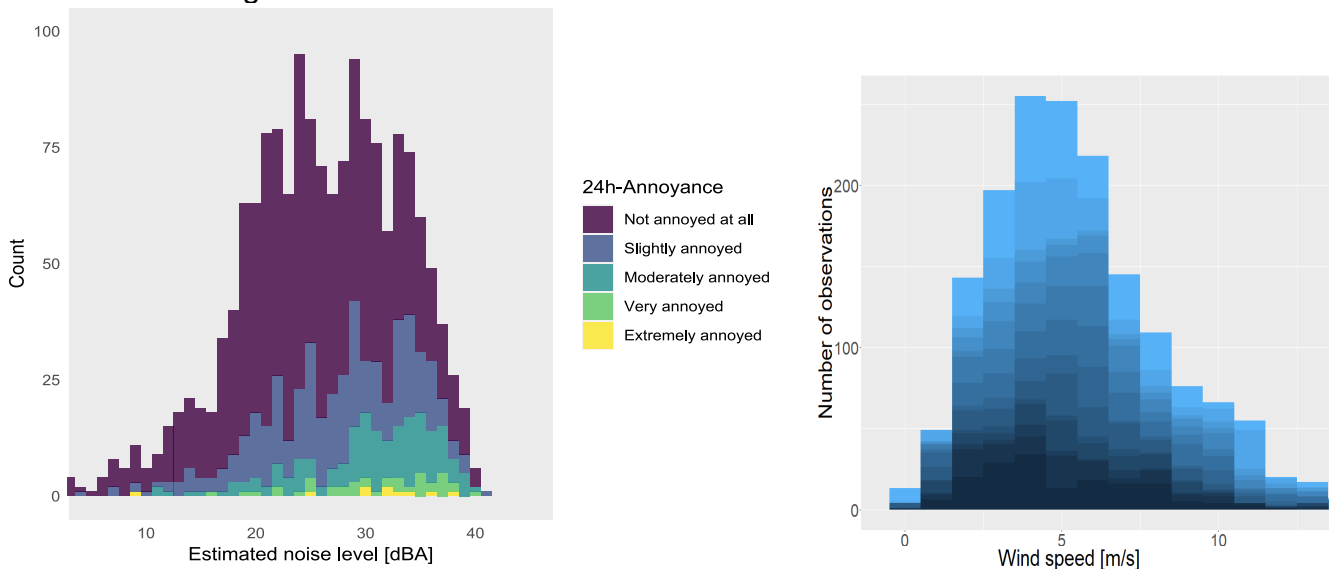 100
75
50
25
0
Count
10 20 30 40
Estimated noise level [dBA]
24h-Annoyance
Not annoyed at all
Slightly annoyed
Moderately annoyed
Very annoyed
Extremely annoyed
200
100
0
Number of observations
0 5 10
Wind speed [m/s]